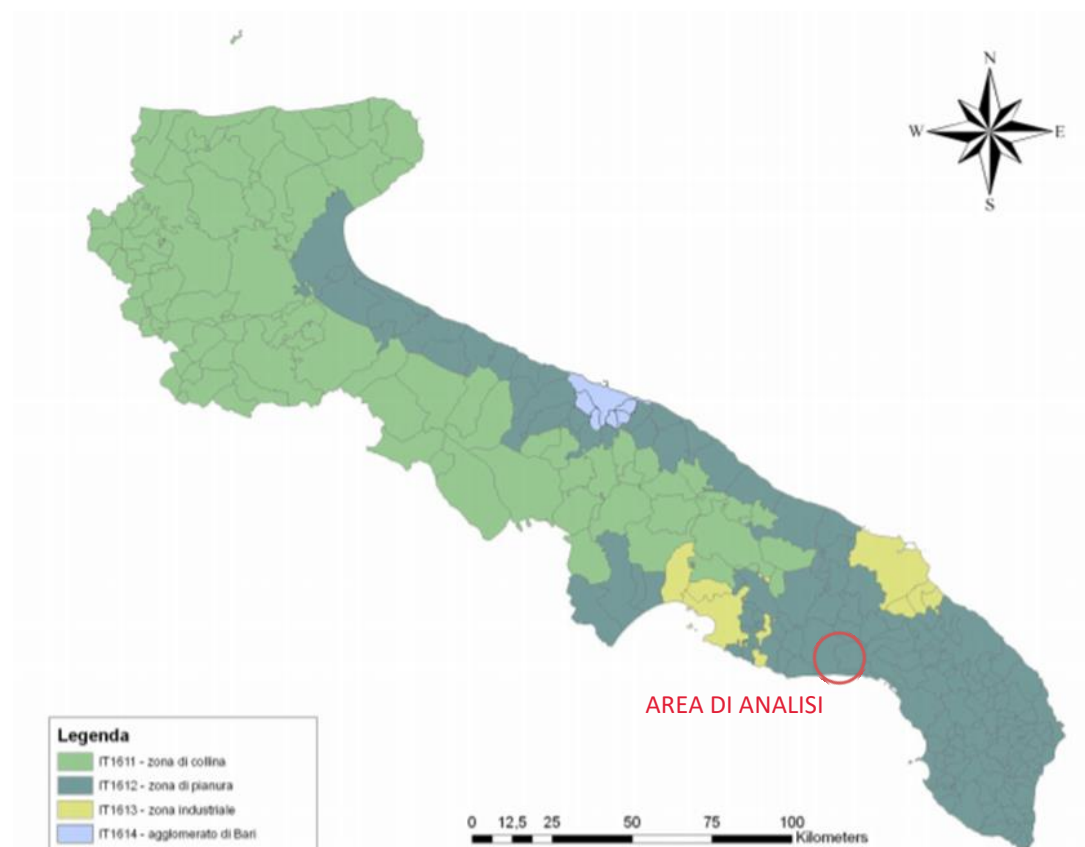 N
W E
S
AREA DI ANALISI
Legenda
IT1611 - zona di collina
IT1612 - zona di pianura
IT1613 - zona industriale
IT1614 - agglomerato di Bari
0 12,5 25 50 75 100
Kilometers